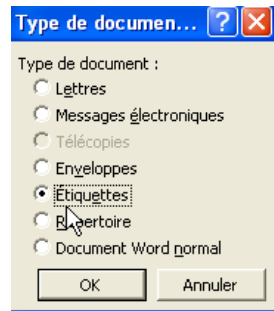 Type de documen...
Type de document :
Lettres
Messages électroniques
Télécopies
Enveloppes
Étiquettes
Répertoire
Document Word normal
OK
Annuler